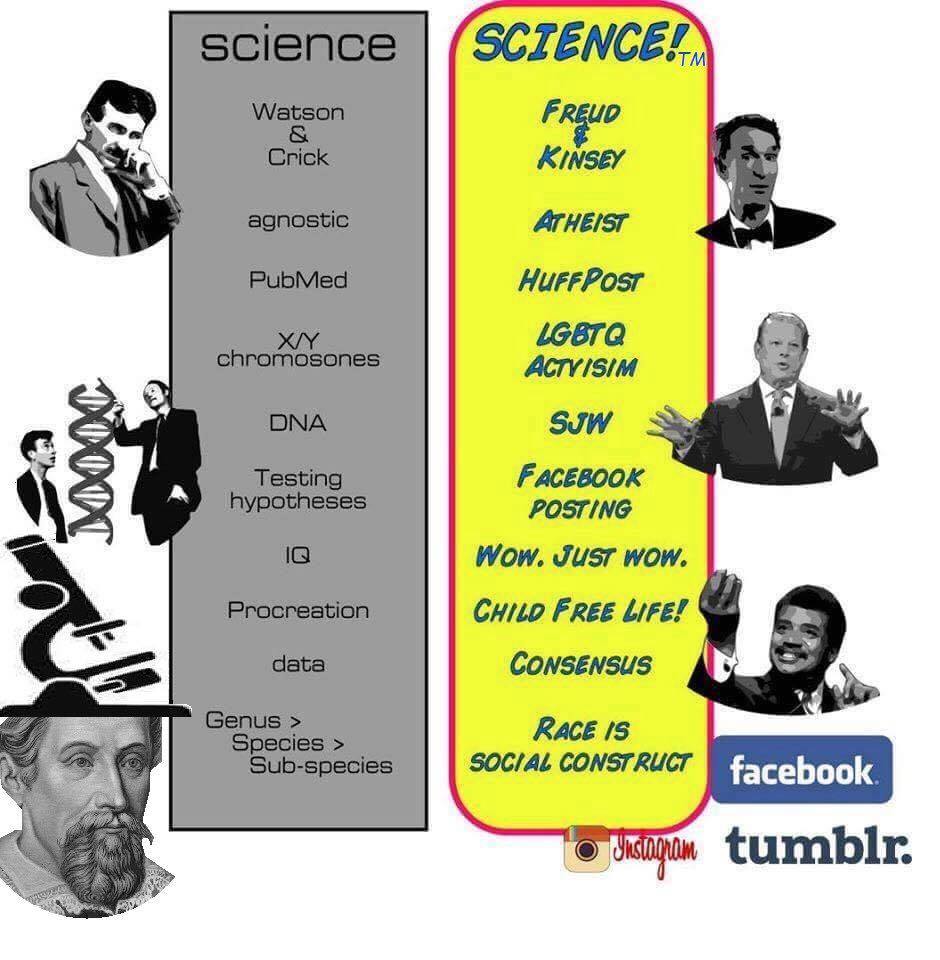 science
Watson
&
Crick
agnostic
PubMed
X/Y
chromosones
DNA
Testing
hypotheses
IQ
Procreation
data
Genus >
Species >
Sub-species
SCIENCE!TM
FREUD
&
KINSEY
ATHEIST
HUFFPOST
LGBTQ
ACTVISIM
SJW
FACEBOOK
POSTING
WOW. JUST WOW.
CHILD FREE LIFE!
CONSENSUS
RACE IS
SOCIAL CONSTRUCT
facebook
Instagram
tumblr.